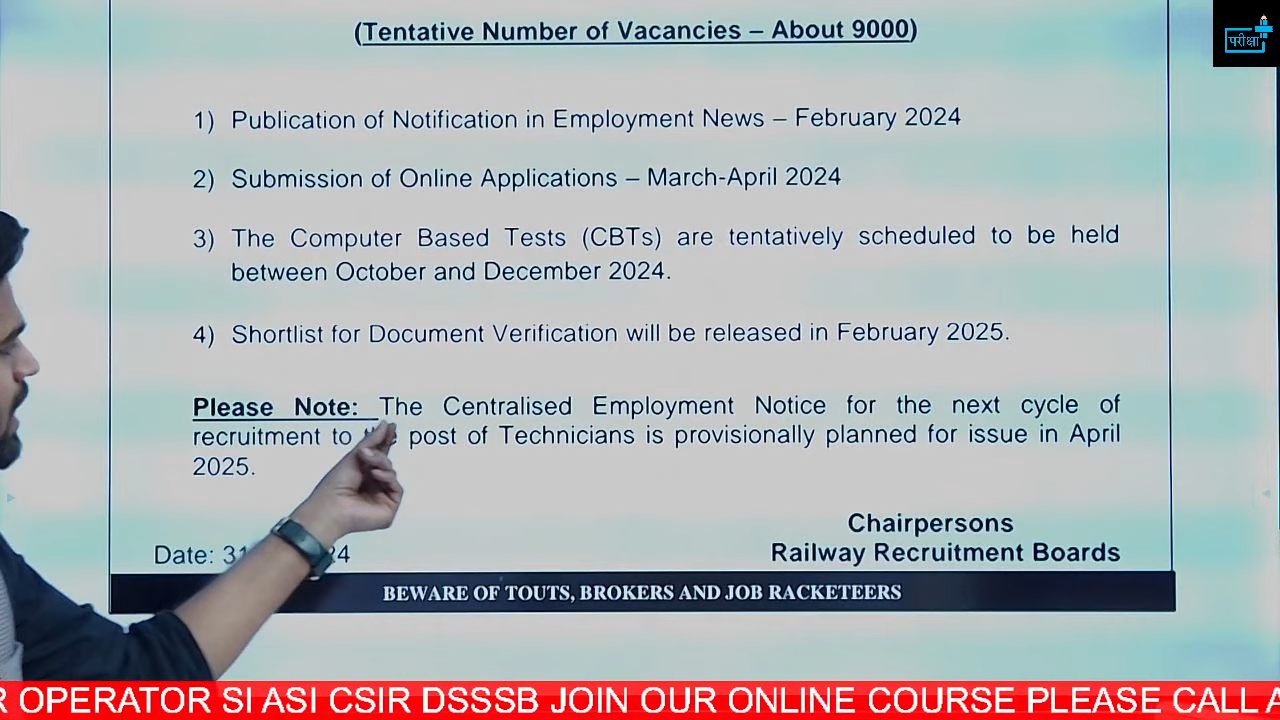 परीक्षा
(Tentative Number of Vacancies – About 9000)
1) Publication of Notification in Employment News – February 2024
2) Submission of Online Applications – March-April 2024
3) The Computer Based Tests (CBTs) are tentatively scheduled to be held
between October and December 2024.
4) Shortlist for Document Verification will be released in February 2025.
Please Note: The Centralised Employment Notice for the next cycle of
recruitment to the post of Technicians is provisionally planned for issue in April
2025.
Chairpersons
Date: 31 24
Railway Recruitment Boards
BEWARE OF TOUTS, BROKERS AND JOB RACKETEERS
R OPERATOR SI ASI CSIR DSSSB JOIN OUR ONLINE COURSE PLEASE CALL A